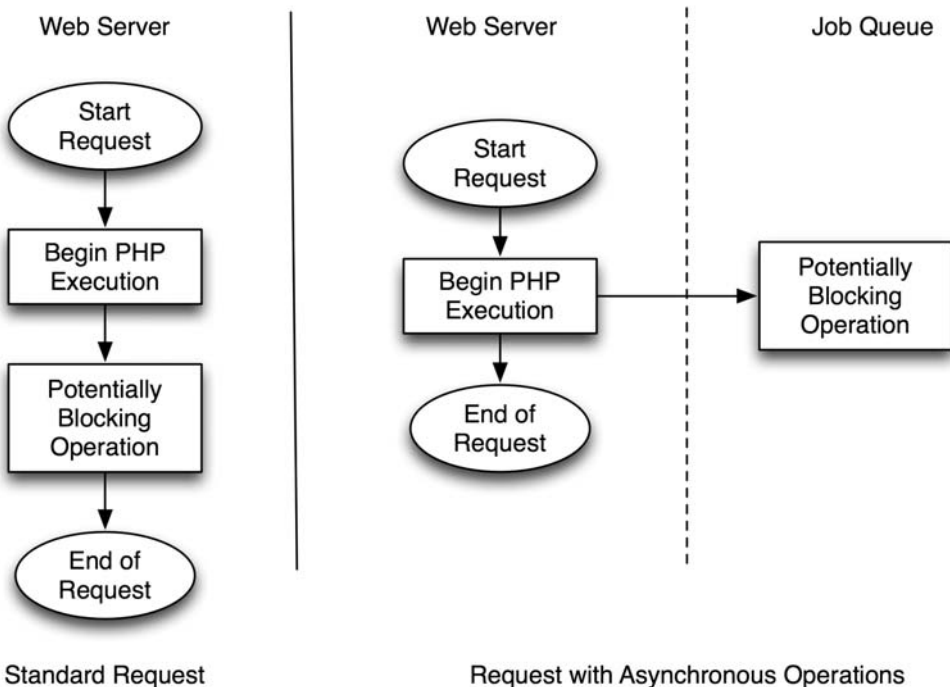 Web Server
Start
Request
Begin PHP
Execution
Potentially
Blocking
Operation
End of
Request
Standard Request
Web Server
Start
Request
Begin PHP
Execution
End of
Request
Job Queue
Potentially
Blocking
Operation
Request with Asynchronous Operations